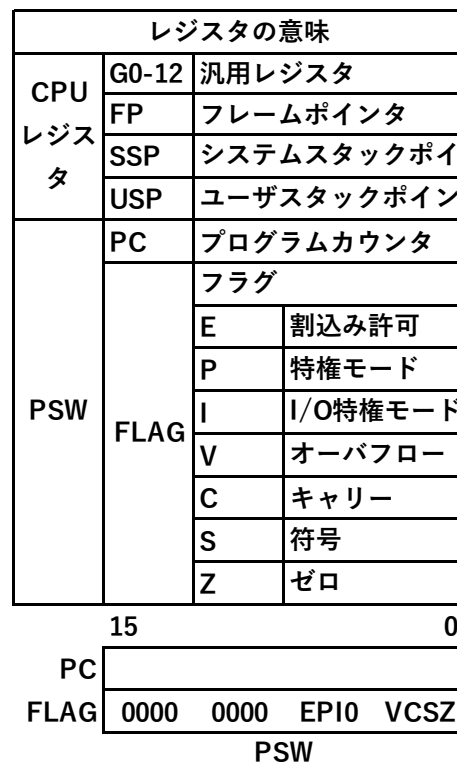 レジスタの意味
CPU
レジス
タ
G0-12 汎用レジスタ
FP フレームポインタ
SSP システムスタックポイ
USP ユーザスタックポイン
PSW
PC プログラムカウンタ
FLAG
フラグ
E 割込み許可
P 特権モード
I I/O特権モード
V オーバフロー
C キャリー
S 符号
Z ゼロ
15 0
PC
FLAG 0000 0000 EPI0 VCSZ
PSW